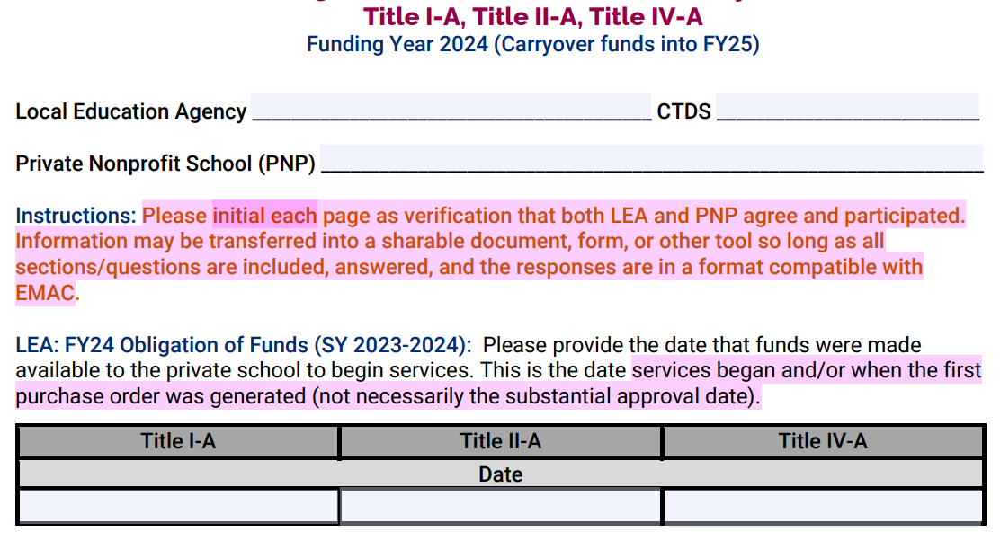 Title I-A, Title II-A, Title IV-A
Funding Year 2024 (Carryover funds into FY25)
Local Education Agency ________________ CTDS ________________
Private Nonprofit School (PNP) ________________
Instructions: Please initial each page as verification that both LEA and PNP agree and participated.
Information may be transferred into a sharable document, form, or other tool so long as all
sections/questions are included, answered, and the responses are in a format compatible with
EMAC.
LEA: FY24 Obligation of Funds (SY 2023-2024): Please provide the date that funds were made
available to the private school to begin services. This is the date services began and/or when the first
purchase order was generated (not necessarily the substantial approval date).
Title I-A Title II-A Title IV-A
Date